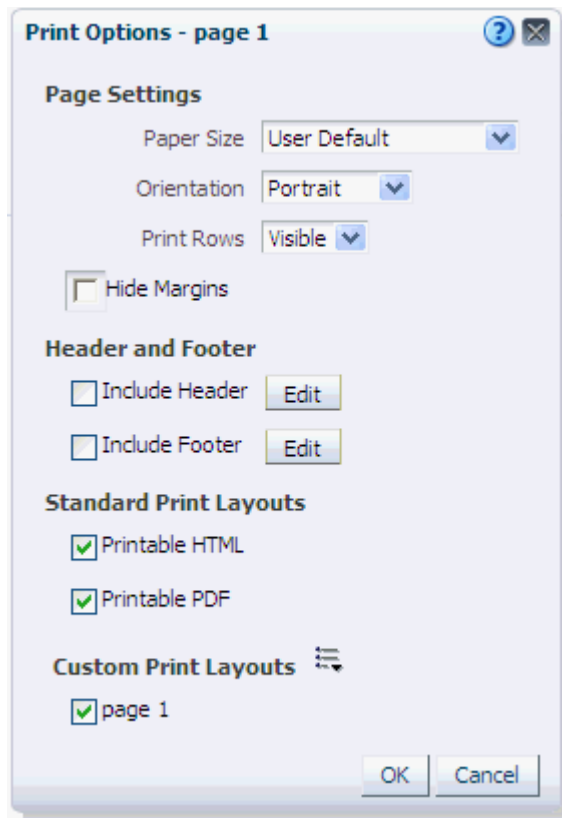 Print Options - page 1
Page Settings
Paper Size User Default
Orientation Portrait
Print Rows Visible
Hide Margins
Header and Footer
Include Header Edit
Include Footer Edit
Standard Print Layouts
Printable HTML
Printable PDF
Custom Print Layouts
page 1
OK Cancel